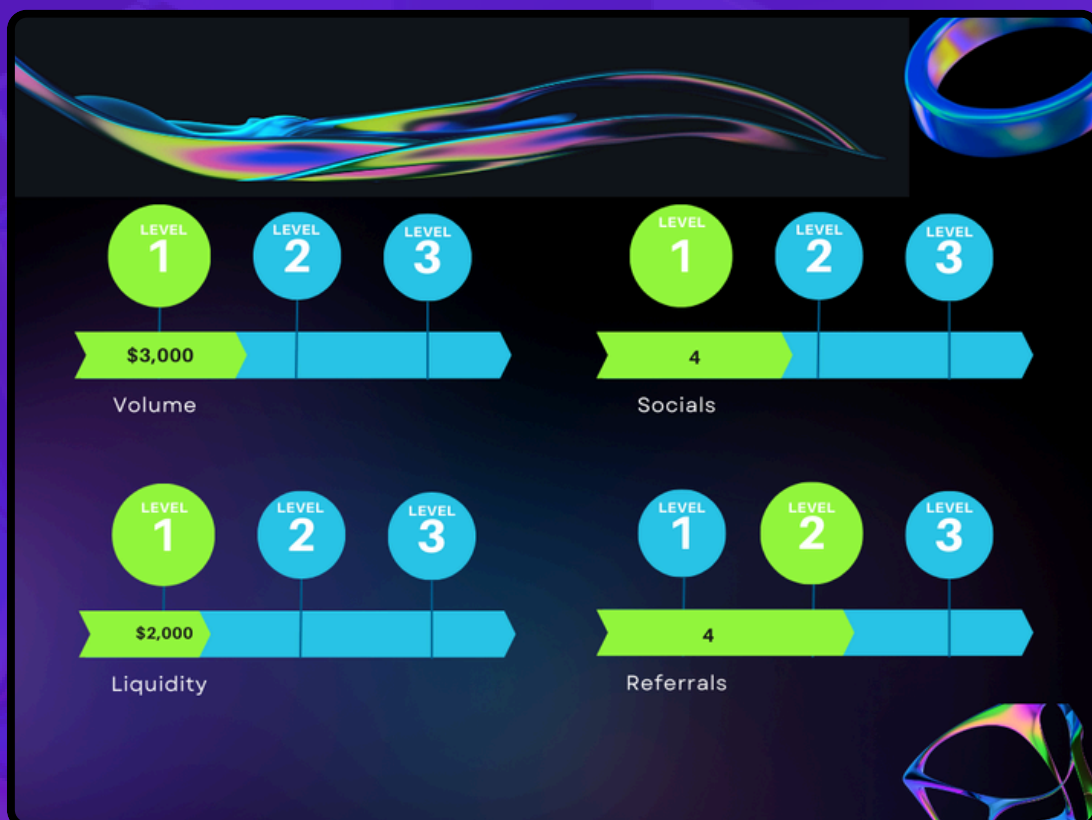 LEVEL
1
LEVEL
2
LEVEL
3
$3,000
Volume
LEVEL
1
LEVEL
2
LEVEL
3
4
Socials
LEVEL
1
LEVEL
2
LEVEL
3
$2,000
Liquidity
LEVEL
1
LEVEL
2
LEVEL
3
4
Referrals